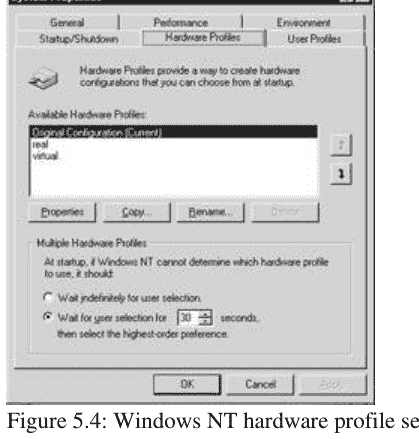 System Properties
General Performance Environment
Startup/Shutdown Hardware Profiles User Profiles
Hardware Profiles provide a way to create hardware
configurations that you can choose from at startup.
Available Hardware Profiles:
Original Configuration (Current)
real
virtual
Properties Copy... Rename... Delete
Multiple Hardware Profiles
At startup, if Windows NT cannot determine which hardware profile
to use, it should:
Wait indefinitely for user selection.
Wait for user selection for 30 seconds,
then select the highest-order preference.
OK Cancel Apply
Figure 5.4: Windows NT hardware profile se